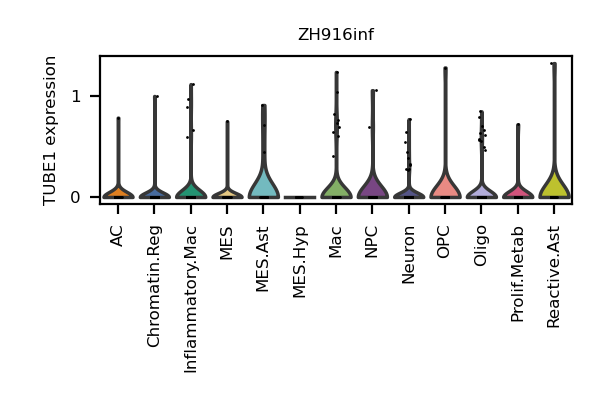 ZH916inf
TUBE1 expression
1
0
AC
Chromatin.Reg
Inflammatory.Mac
MES
MES.Ast
MES.Hyp
Mac
NPC
Neuron
OPC
Oligo
Prolif.Metab
Reactive.Ast